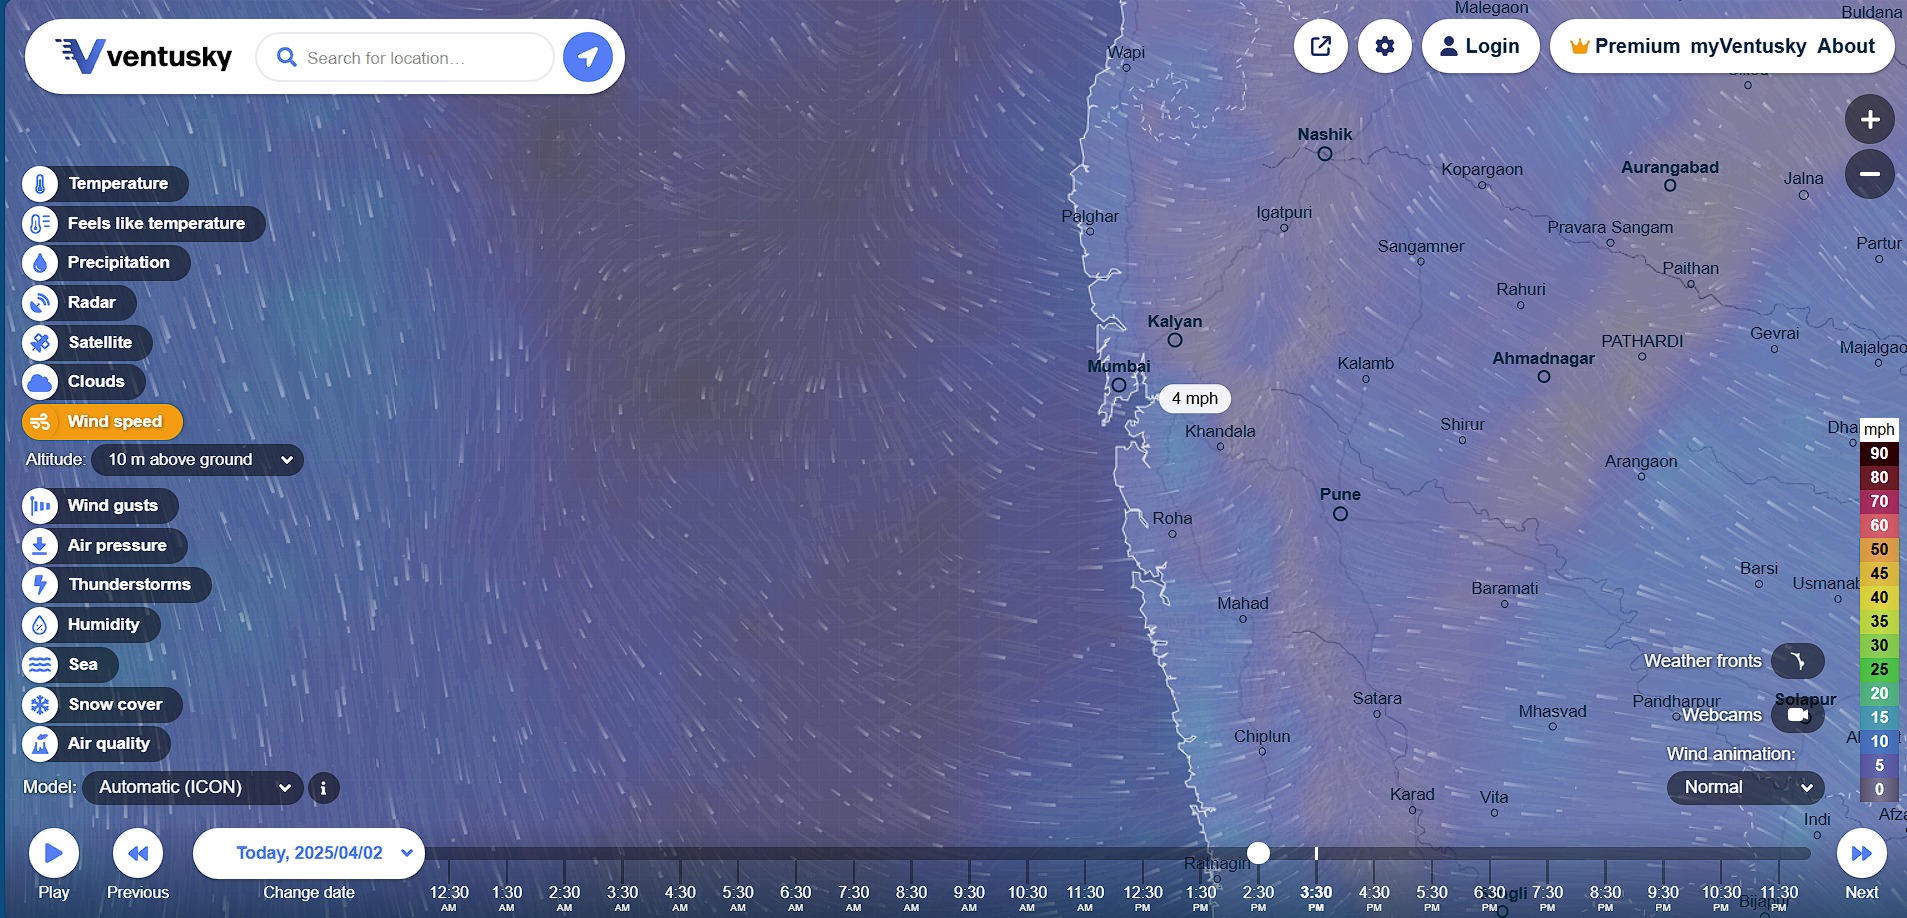 Malegaon
Buldana
ventusky
Search for location…
Wapi
Login
Premium myVentusky About
Nashik
Kopargaon
Aurangabad
Jalna
Temperature
Palghar
Igatpuri
Feels like temperature
Pravara Sangam
Sangamner
Partur
Precipitation
Paithan
Rahuri
Radar
Kalyan
Satellite
PATHARDI
Gevrai
Majalgao
Mumbai
Kalamb
Ahmadnagar
Clouds
4 mph
Wind speed
Khandala
Shirur
Dha
mph
Altitude: 10 m above ground
Arangaon
90
80
Pune
70
Wind gusts
Roha
60
Air pressure
50
Barsi
45
Thunderstorms
Baramati
Usmanab
40
Mahad
35
Humidity
30
Weather fronts
25
Sea
20
Snow cover
Satara
Mhasvad
Pandharpur
Solapur
Webcams
15
Air quality
Chiplun
10
Wind animation:
5
Model: Automatic (ICON)
Normal
0
Karad
Vita
Indi
Afza
Today, 2025/04/02
Ratnagiri
Play
Previous
Change date
12:30 AM
1:30 AM
2:30 AM
3:30 AM
4:30 AM
5:30 AM
6:30 AM
7:30 AM
8:30 AM
9:30 AM
10:30 AM
11:30 AM
12:30 PM
1:30 PM
2:30 PM
3:30 PM
4:30 PM
5:30 PM
6:30 PM
7:30 PM
8:30 PM
9:30 PM
10:30 PM
11:30 PM
Next
Bijapur